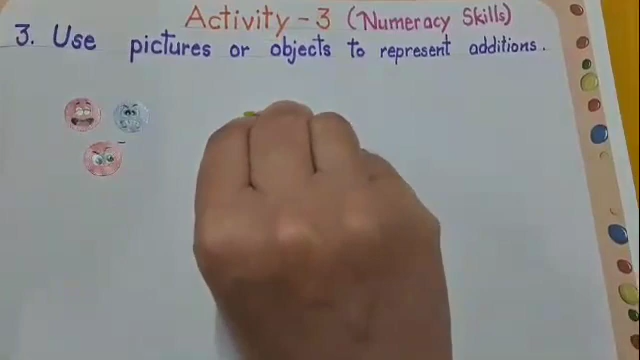 Activity - 3 (Numeracy Skills)
3. Use pictures or objects to represent additions.